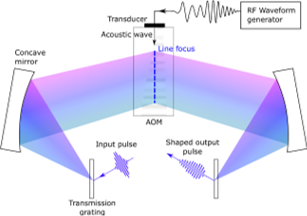 Transducer
RF Waveform
generator
Acoustic wave
Concave
mirror
Line focus
AOM
Input pulse
Shaped output
pulse
Transmission
grating